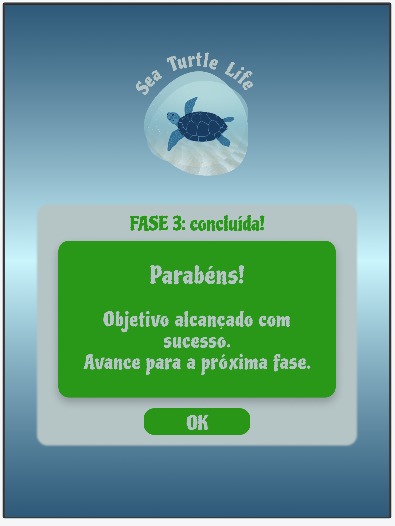 Sea Turtle Life
FASE 3: concluída!
Parabéns!
Objetivo alcançado com
sucesso.
Avance para a próxima fase.
OK